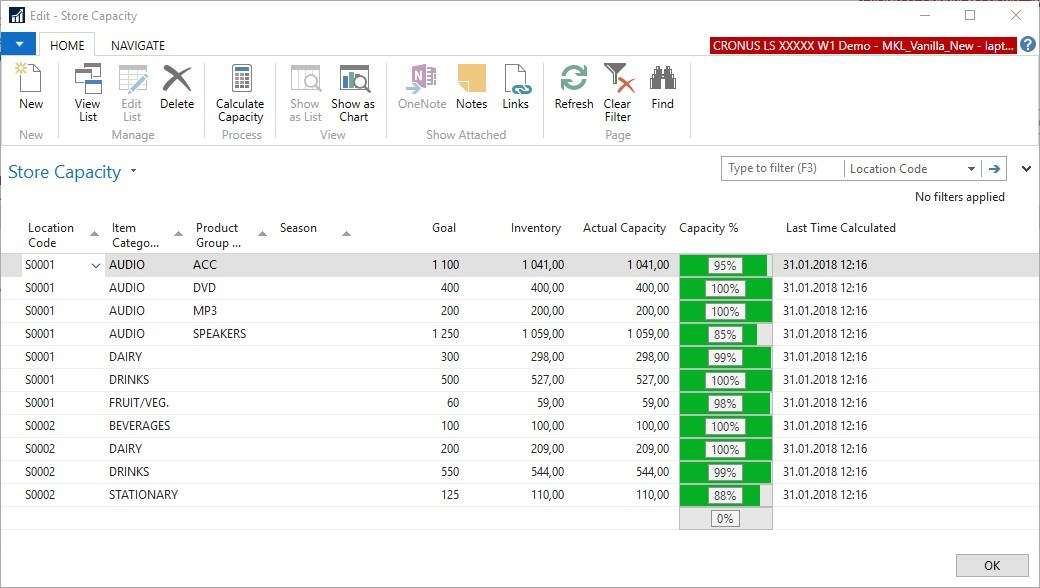 Edit - Store Capacity
HOME NAVIGATE
CRONUS LS XXXXX W1 Demo - MKL_Vanilla_New - lapt... ?
New View List Edit List Delete Calculate Capacity Show as List Show as Chart OneNote Notes Links Refresh Clear Filter Find
New Manage Process View Show Attached Page
Store Capacity Type to filter (F3) Location Code
No filters applied
Location Code Item Catego... Product Group ... Season Goal Inventory Actual Capacity Capacity % Last Time Calculated
S0001 AUDIO ACC 1 100 1 041,00 1 041,00 95% 31.01.2018 12:16
S0001 AUDIO DVD 400 400,00 400,00 100% 31.01.2018 12:16
S0001 AUDIO MP3 200 200,00 200,00 100% 31.01.2018 12:16
S0001 AUDIO SPEAKERS 1 250 1 059,00 1 059,00 85% 31.01.2018 12:16
S0001 DAIRY 300 298,00 298,00 99% 31.01.2018 12:16
S0001 DRINKS 500 527,00 527,00 100% 31.01.2018 12:16
S0001 FRUIT/VEG. 60 59,00 59,00 98% 31.01.2018 12:16
S0002 BEVERAGES 100 100,00 100,00 100% 31.01.2018 12:16
S0002 DAIRY 200 209,00 209,00 100% 31.01.2018 12:16
S0002 DRINKS 550 544,00 544,00 99% 31.01.2018 12:16
S0002 STATIONARY 125 110,00 110,00 88% 31.01.2018 12:16
0%
OK